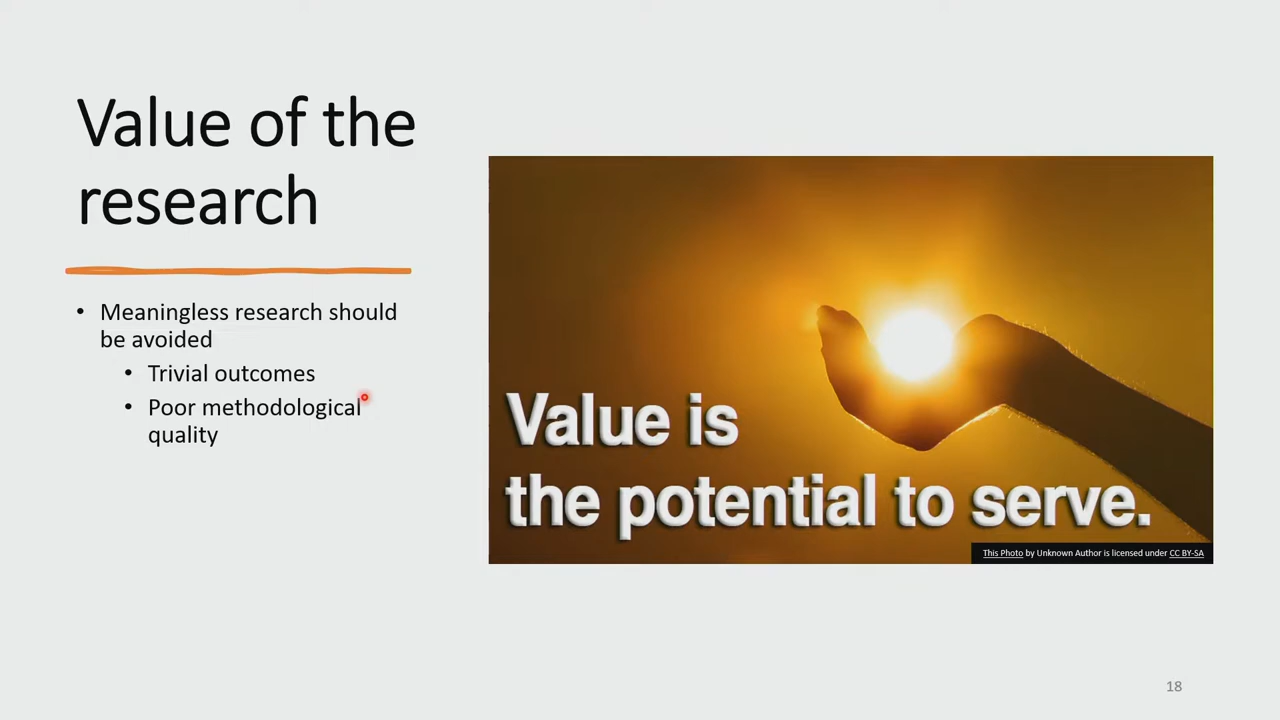 Value of the
research
• Meaningless research should
be avoided
• Trivial outcomes
• Poor methodological
quality
Value is
the potential to serve.
This Photo by Unknown Author is licensed under CC BY-SA
18